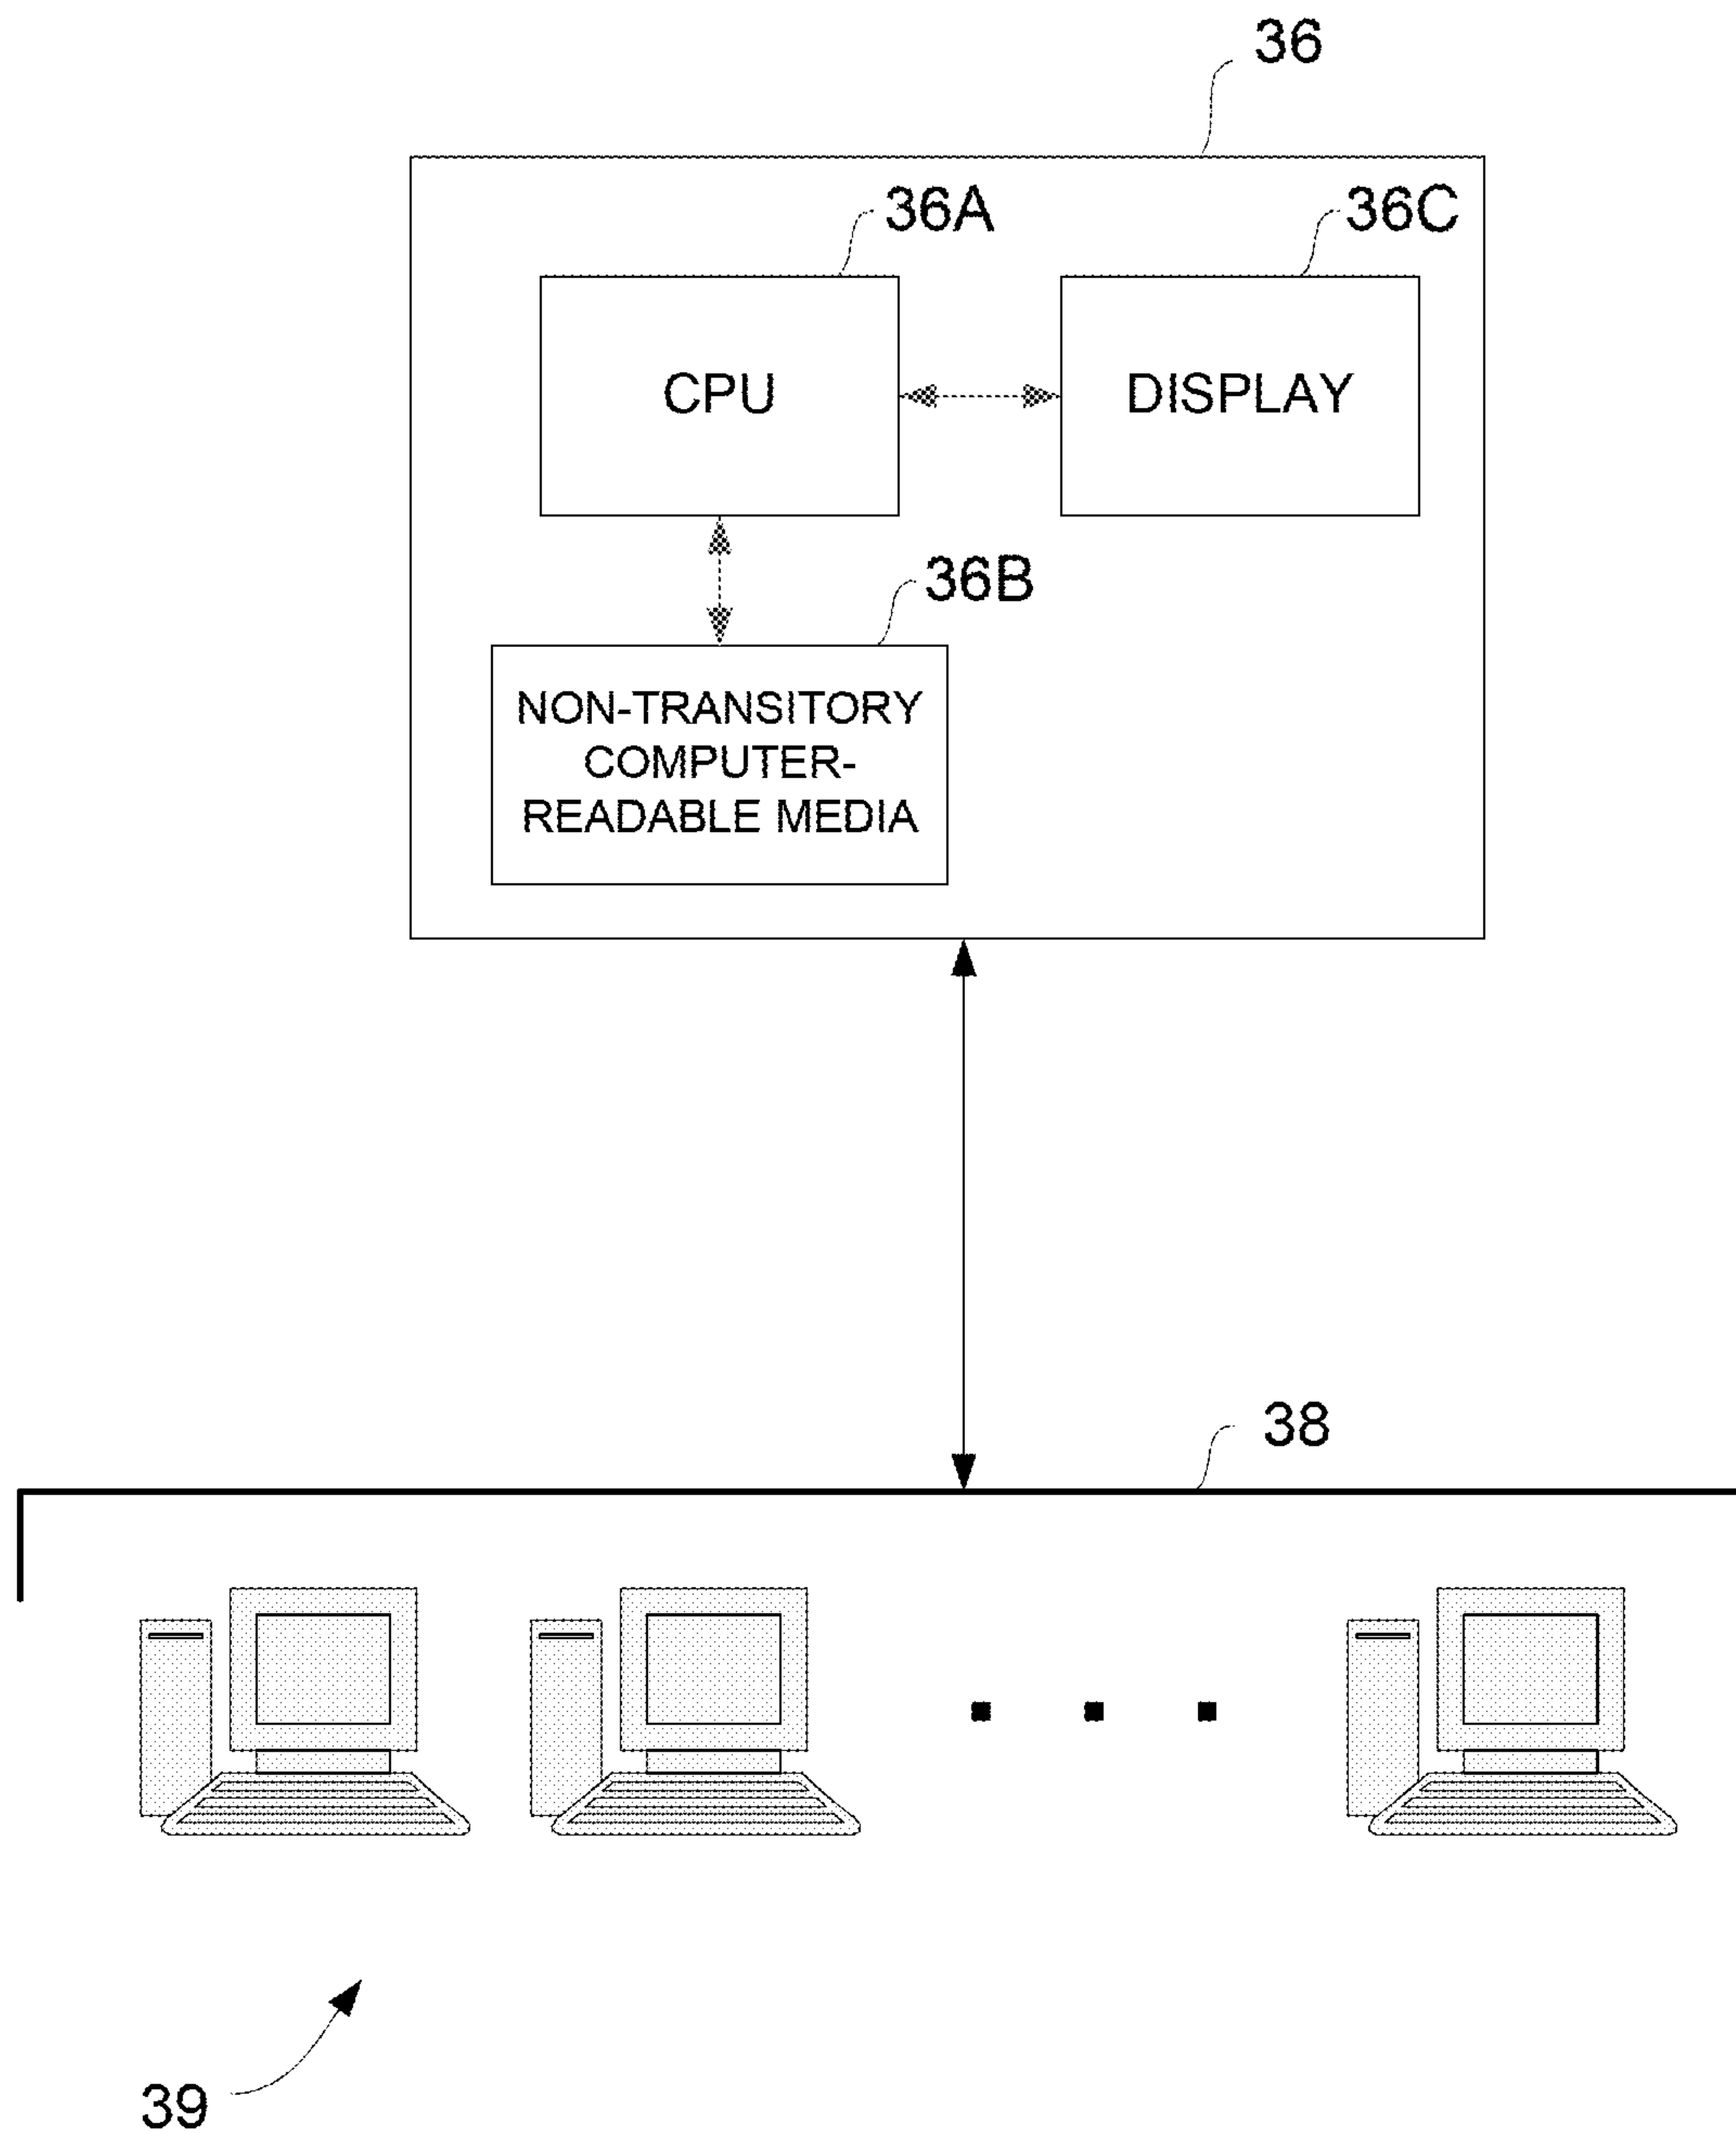 36
36A
36C
CPU
DISPLAY
36B
NON-TRANSITORY
COMPUTER-
READABLE MEDIA
38
39